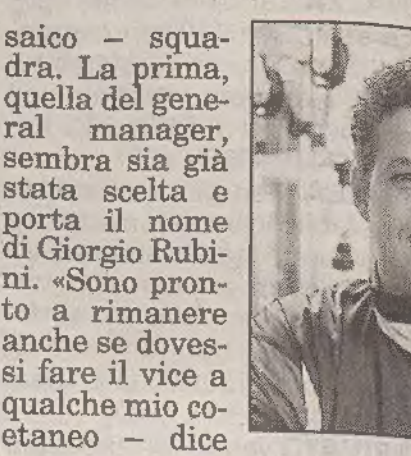 saico – squa-
dra. La prima,
quella del gene-
ral manager,
sembra sia già
stata scelta e
porta il nome
di Giorgio Rubi-
ni. «Sono pron-
to a rimanere
anche se doves-
si fare il vice a
qualche mio co-
etaneo – dice